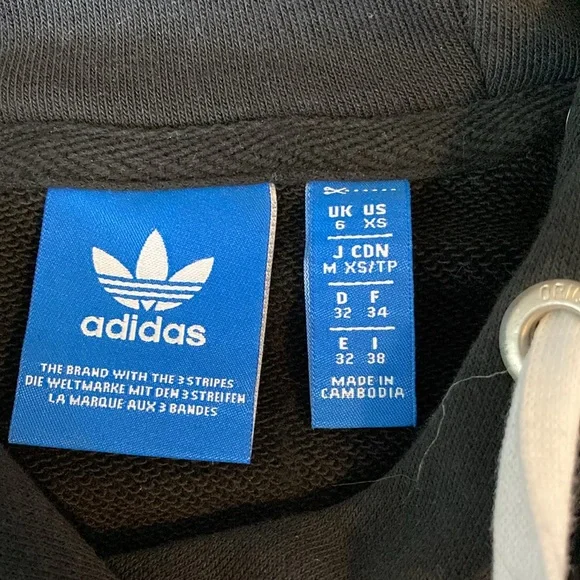 adidas
THE BRAND WITH THE 3 STRIPES
DIE WELTMARKE MIT DEN 3 STREIFEN
LA MARQUE AUX 3 BANDES
UK US
6 XS
J CDN
M XS/TP
D F
32 34
E I
32 38
MADE IN
CAMBODIA